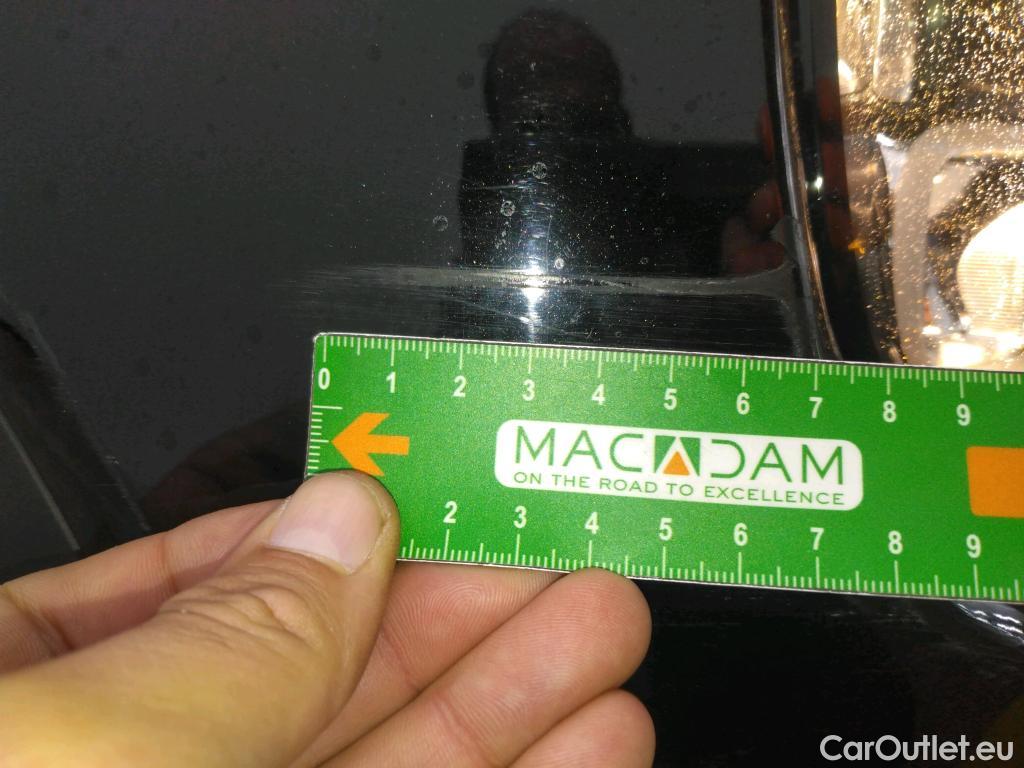 0 1 2 3 4 5 6 7 8 9
MACADAM
ON THE ROAD TO EXCELLENCE
2 3 4 5 6 7 8 9
CarOutlet.eu